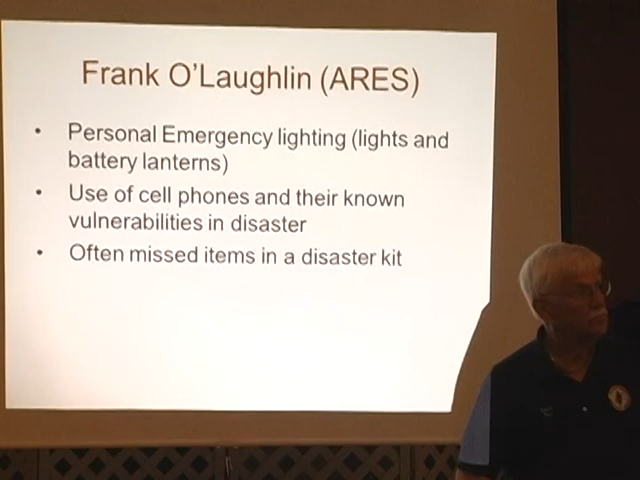 Frank O'Laughlin (ARES)
• Personal Emergency lighting (lights and
battery lanterns)
• Use of cell phones and their known
vulnerabilities in disaster
• Often missed items in a disaster kit